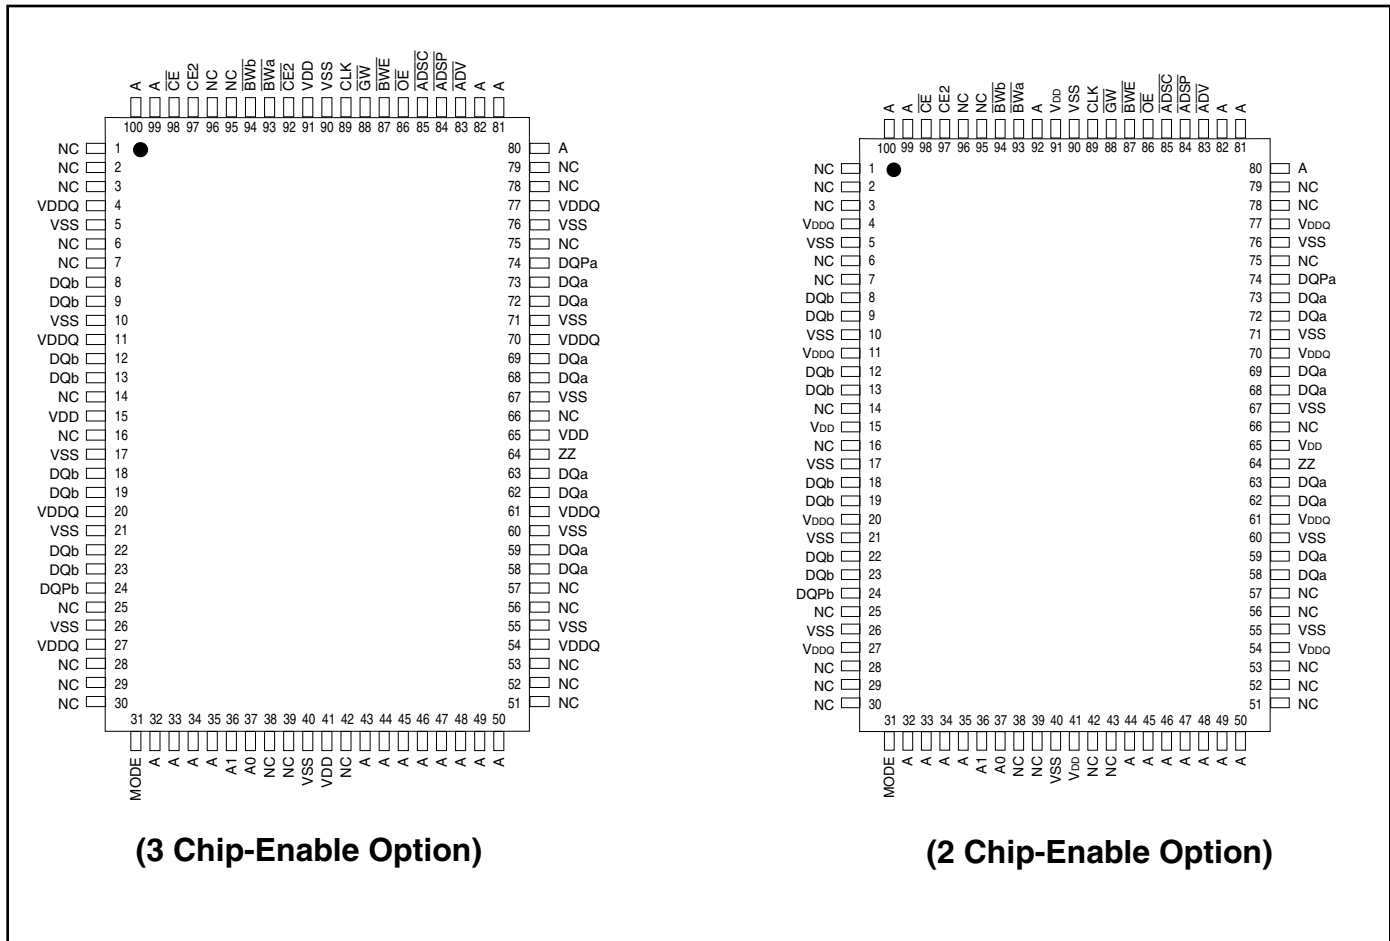 A A CE CE2 NC NC BWb BWa CE2 VDD VSS CLK GW BWE OE ADSC ADSP ADV A A
100 99 98 97 96 95 94 93 92 91 90 89 88 87 86 85 84 83 82 81
NC 1 80 A
NC 2 79 NC
NC 3 78 NC
VDDQ 4 77 VDDQ
VSS 5 76 VSS
NC 6 75 NC
NC 7 74 DQPa
DQb 8 73 DQa
DQb 9 72 DQa
VSS 10 71 VSS
VDDQ 11 70 VDDQ
DQb 12 69 DQa
DQb 13 68 DQa
NC 14 67 VSS
VDD 15 66 NC
NC 16 65 VDD
VSS 17 64 ZZ
DQb 18 63 DQa
DQb 19 62 DQa
VDDQ 20 61 VDDQ
VSS 21 60 VSS
DQb 22 59 DQa
DQb 23 58 DQa
DQPb 24 57 NC
NC 25 56 NC
VSS 26 55 VSS
VDDQ 27 54 VDDQ
NC 28 53 NC
NC 29 52 NC
NC 30 51 NC
31 32 33 34 35 36 37 38 39 40 41 42 43 44 45 46 47 48 49 50
MODE A A A A A1 A0 NC NC VSS VDD NC A A A A A A A A
(3 Chip-Enable Option)
A A CE CE2 NC NC BWb BWa A VDD VSS CLK GW BWE OE ADSC ADSP ADV A A
100 99 98 97 96 95 94 93 92 91 90 89 88 87 86 85 84 83 82 81
NC 1 80 A
NC 2 79 NC
NC 3 78 NC
VDDQ 4 77 VDDQ
VSS 5 76 VSS
NC 6 75 NC
NC 7 74 DQPa
DQb 8 73 DQa
DQb 9 72 DQa
VSS 10 71 VSS
VDDQ 11 70 VDDQ
DQb 12 69 DQa
DQb 13 68 DQa
NC 14 67 VSS
VDD 15 66 NC
NC 16 65 VDD
VSS 17 64 ZZ
DQb 18 63 DQa
DQb 19 62 DQa
VDDQ 20 61 VDDQ
VSS 21 60 VSS
DQb 22 59 DQa
DQb 23 58 DQa
DQPb 24 57 NC
NC 25 56 NC
VSS 26 55 VSS
VDDQ 27 54 VDDQ
NC 28 53 NC
NC 29 52 NC
NC 30 51 NC
31 32 33 34 35 36 37 38 39 40 41 42 43 44 45 46 47 48 49 50
MODE A A A A A1 A0 NC NC VSS VDD NC NC A A A A A A A
(2 Chip-Enable Option)